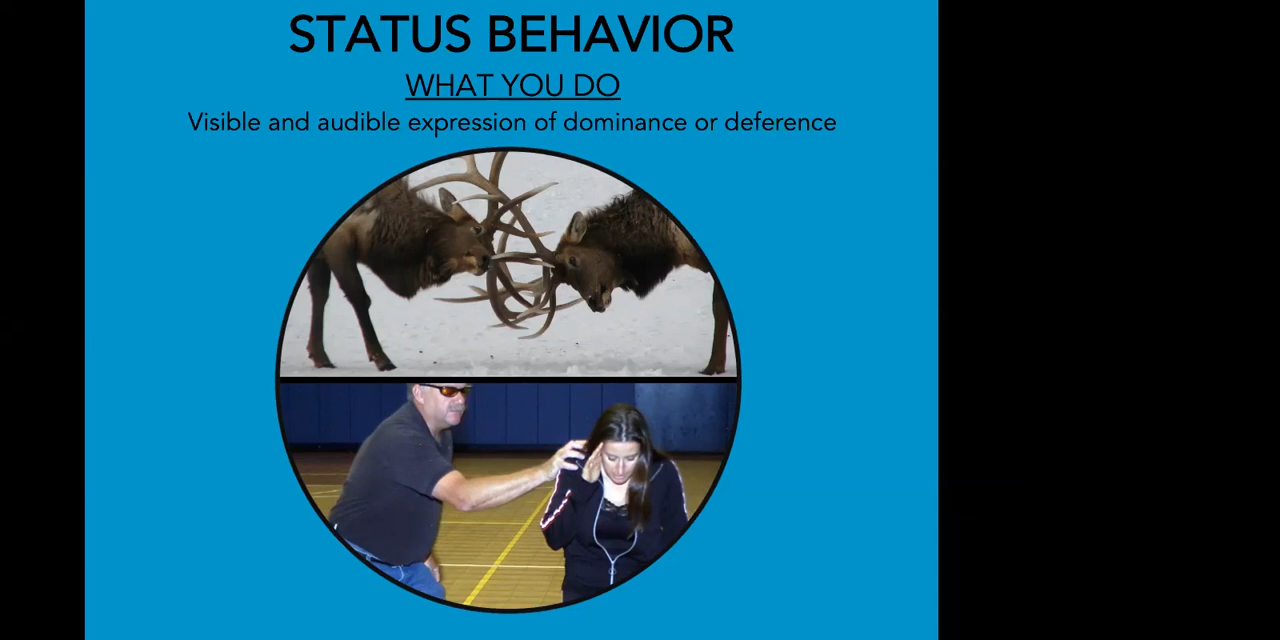 STATUS BEHAVIOR
WHAT YOU DO
Visible and audible expression of dominance or deference